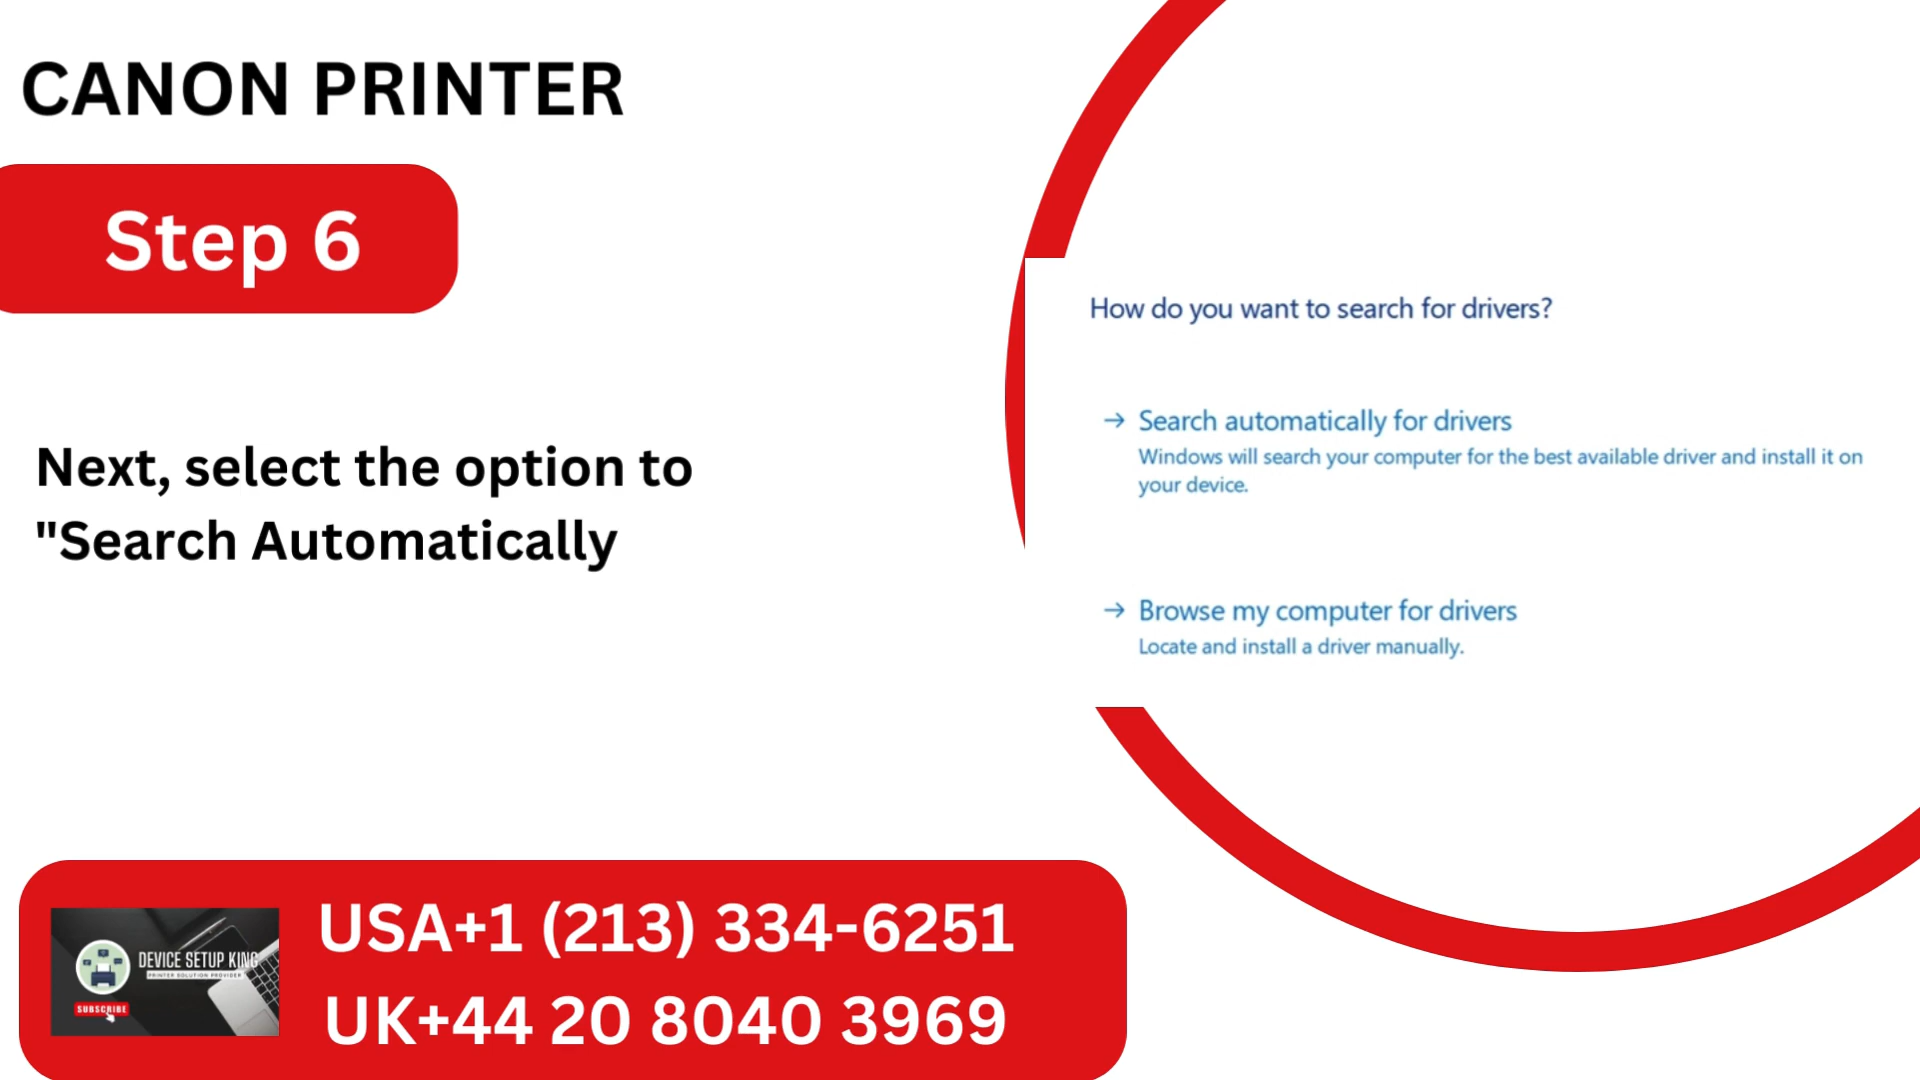 CANON PRINTER
Step 6
Next, select the option to
"Search Automatically
How do you want to search for drivers?
→ Search automatically for drivers
Windows will search your computer for the best available driver and install it on
your device.
→ Browse my computer for drivers
Locate and install a driver manually.
DEVICE SETUP KING
PRINTER SOLUTION PROVIDER
SUBSCRIBE
USA+1 (213) 334-6251
UK+44 20 8040 3969